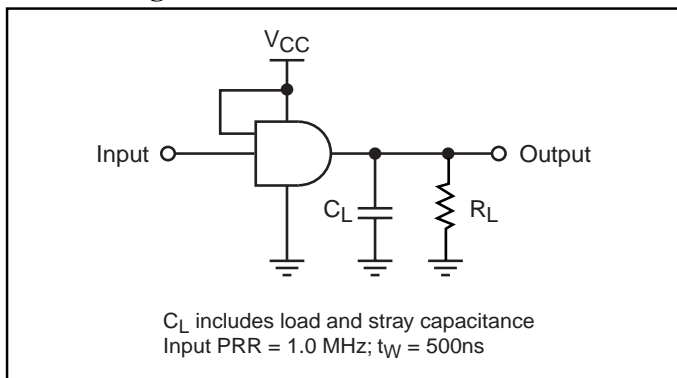 VCC
Input
Output
CL
RL
CL includes load and stray capacitance
Input PRR = 1.0 MHz; tW = 500ns